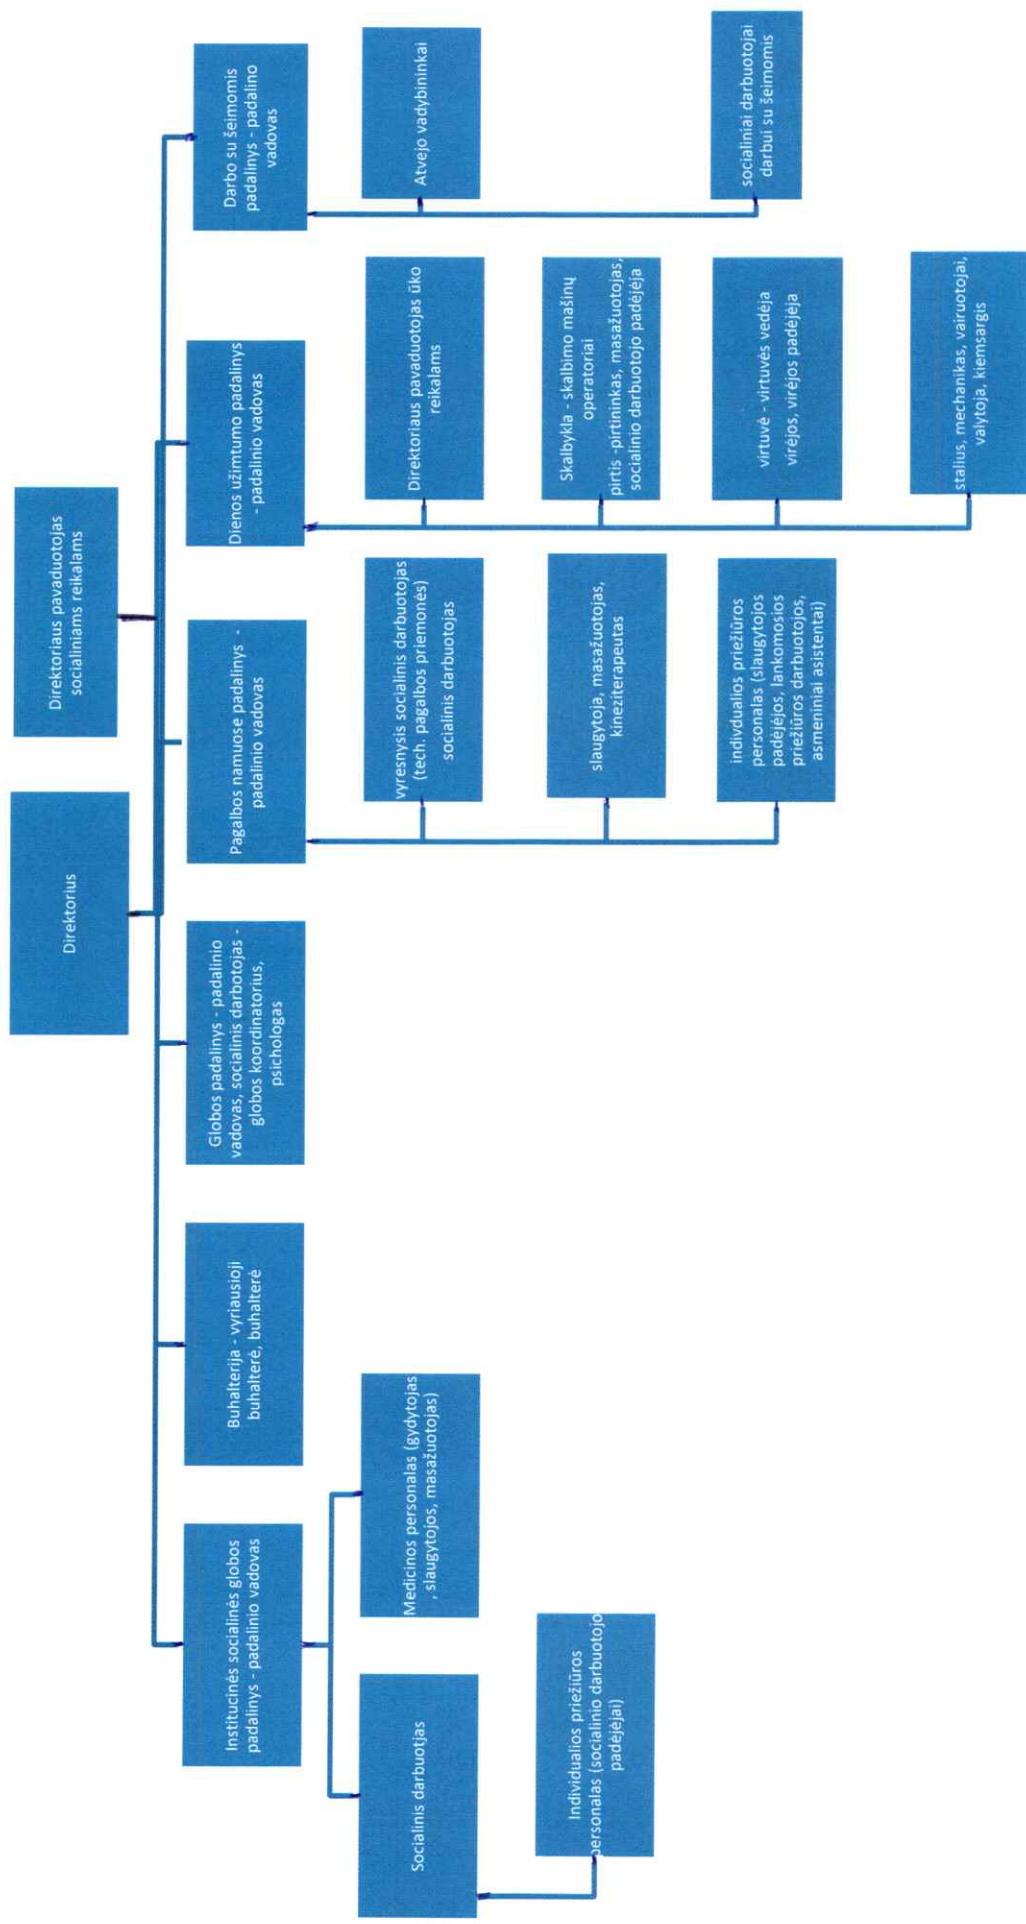 Direktorius
Direktoriaus pavaduotojas
socialiniams reikalams
Institucinės socialinės globos
padalinys - padalinio vadovas
Buhalterija - vyriausioji
buhalterė, buhalterė
Globos padalinys - padalinio
vadovas, socialinis darbotojas -
globos koordinatorius,
psichologas
Pagalbos namuose padalinys -
padalinio vadovas
Dienos užimtumo padalinys
- padalinio vadovas
Darbo su šeimomis
padalinys - padalino
vadovas
Socialinis darbuotjas
Individualios priežiūros
personalas (socialinio darbuotojo
padėjėjai)
Medicinos personalas (gydytojas
, slaugytojos, masažuotojas)
vyresnysis socialinis darbuotojas
(tech. pagalbos priemonės)
socialinis darbuotojas
slaugytoja, masažuotojas,
kineziterapeutas
indivdualios priežiūros
personalas (slaugytojos
padėjėjos, lankomosios
priežiūros darbuotojos,
asmeniniai asistentai)
Direktoriaus pavaduotojas ūko
reikalams
Skalbykla - skalbimo mašinų
operatoriai
pirtis -pirtininkas, masažuotojas,
socialinio darbuotojo padėjėja
virtuvė - virtuvės vedėja
virėjos, virėjos padėjėja
stalius, mechanikas, vairuotojai,
valytoja, kiemsargis
Atvejo vadybininkai
socialiniai darbuotojai
darbui su šeimomis